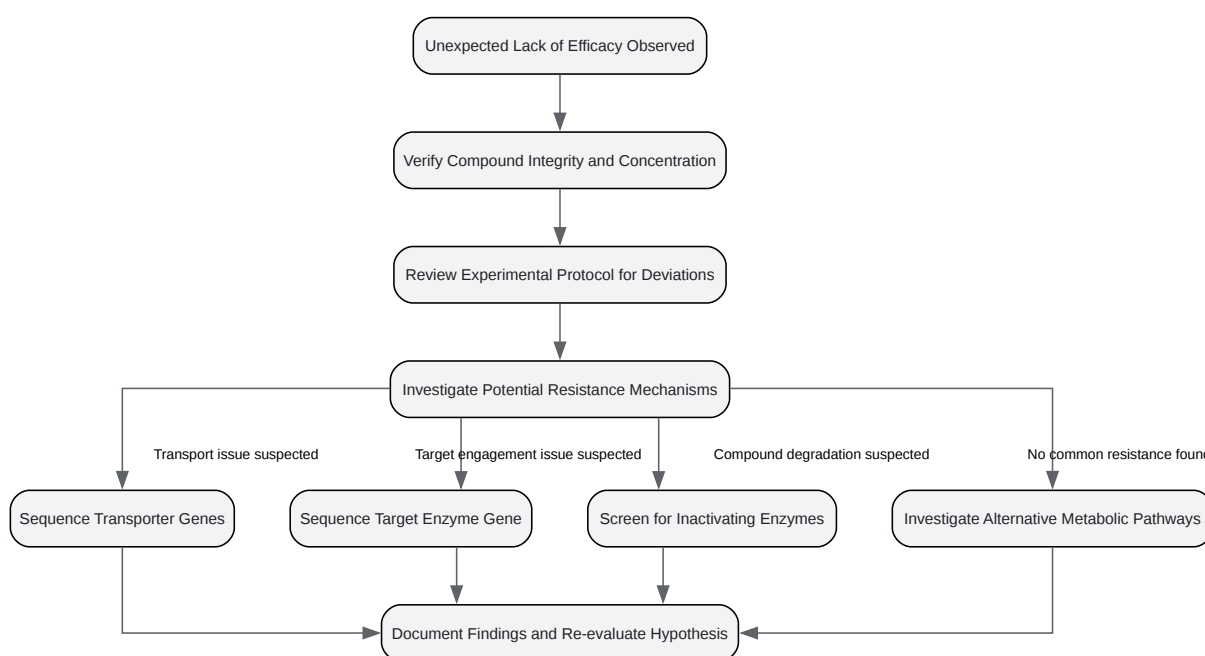 Unexpected Lack of Efficacy Observed
Verify Compound Integrity and Concentration
Review Experimental Protocol for Deviations
Investigate Potential Resistance Mechanisms
Transport issue suspected
Target engagement issue suspected
Compound degradation suspected
No common resistance found
Sequence Transporter Genes
Sequence Target Enzyme Gene
Screen for Inactivating Enzymes
Investigate Alternative Metabolic Pathways
Document Findings and Re-evaluate Hypothesis